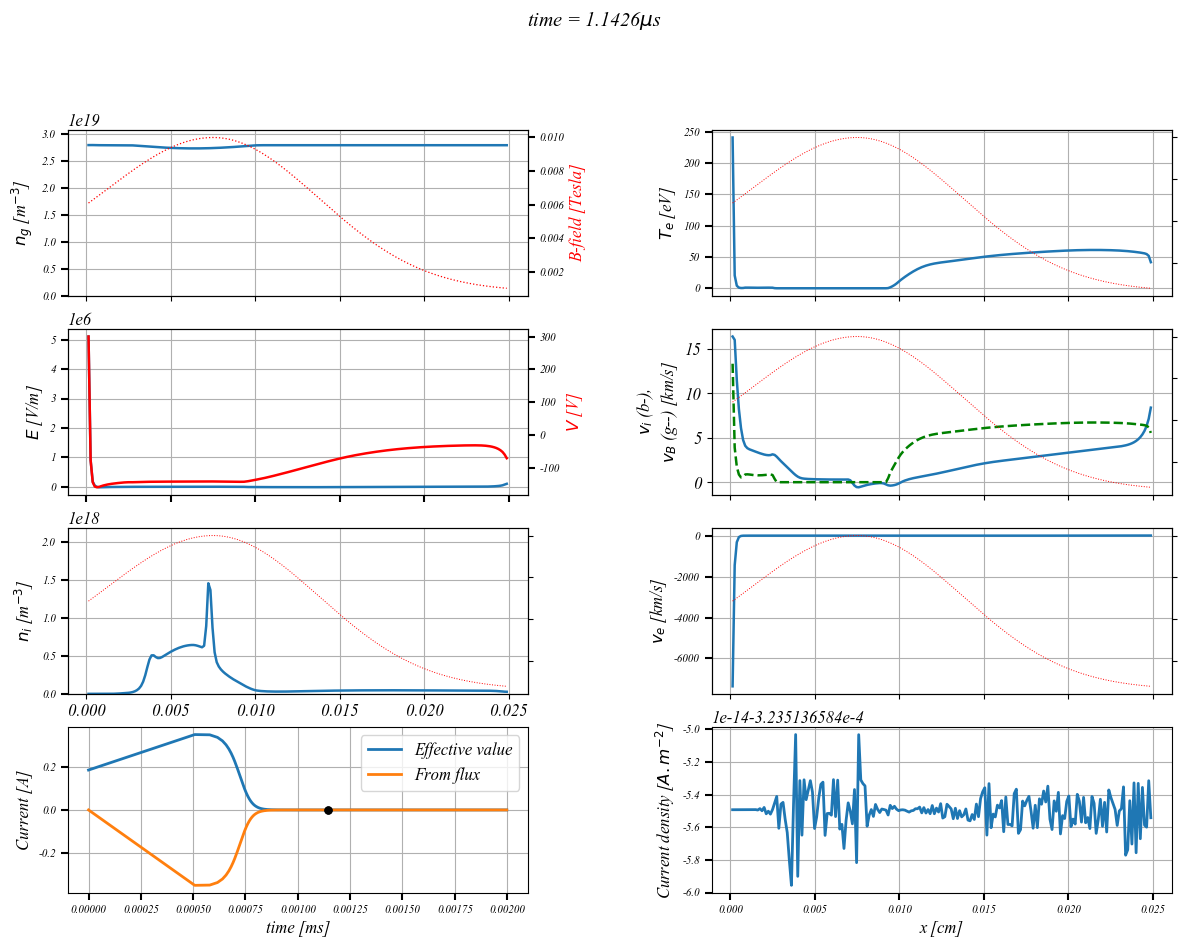 time = 1.1426μs
1e19
3.0
2.5
2.0
1.5
1.0
0.5
0.0
n_g [m^{-3}]
0.010
0.008
0.006
0.004
0.002
B-field [Tesla]
250
200
150
100
50
0
T_e [eV]
1e6
5
4
3
2
1
0
E [V/m]
300
200
100
0
-100
V [V]
15
10
5
0
v_i (b-),
v_B (g--) [km/s]
1e18
2.0
1.5
1.0
0.5
0.0
n_i [m^{-3}]
0.000 0.005 0.010 0.015 0.020 0.025
0
-2000
-4000
-6000
v_e [km/s]
0.2
0.0
-0.2
Current [A]
Effective value
From flux
0.00000 0.00025 0.00050 0.00075 0.00100 0.00125 0.00150 0.00175 0.00200
time [ms]
1e-14-3.235136584e-4
-5.0
-5.2
-5.4
-5.6
-5.8
-6.0
Current density [A.m^{-2}]
0.000 0.005 0.010 0.015 0.020 0.025
x [cm]